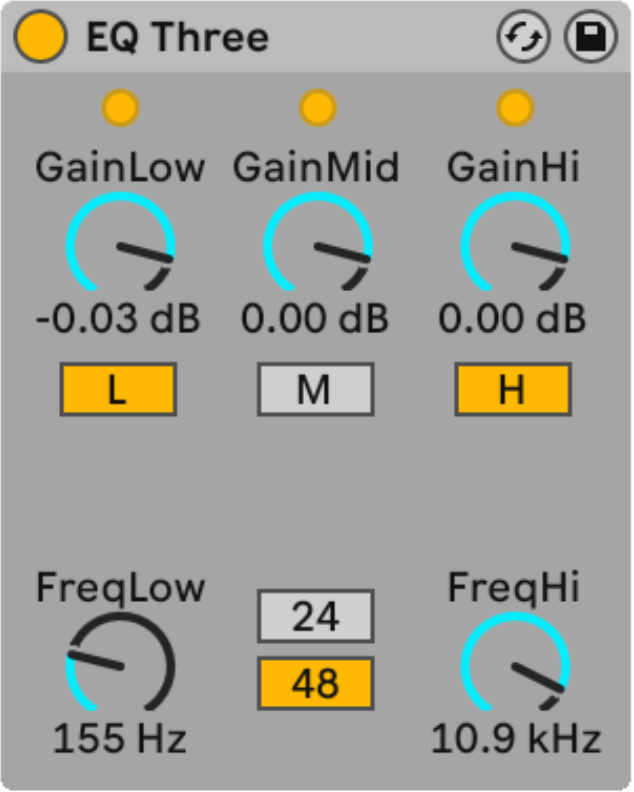 EQ Three
GainLow GainMid GainHi
-0.03 dB 0.00 dB 0.00 dB
L M H
FreqLow FreqHi
24
48
155 Hz 10.9 kHz